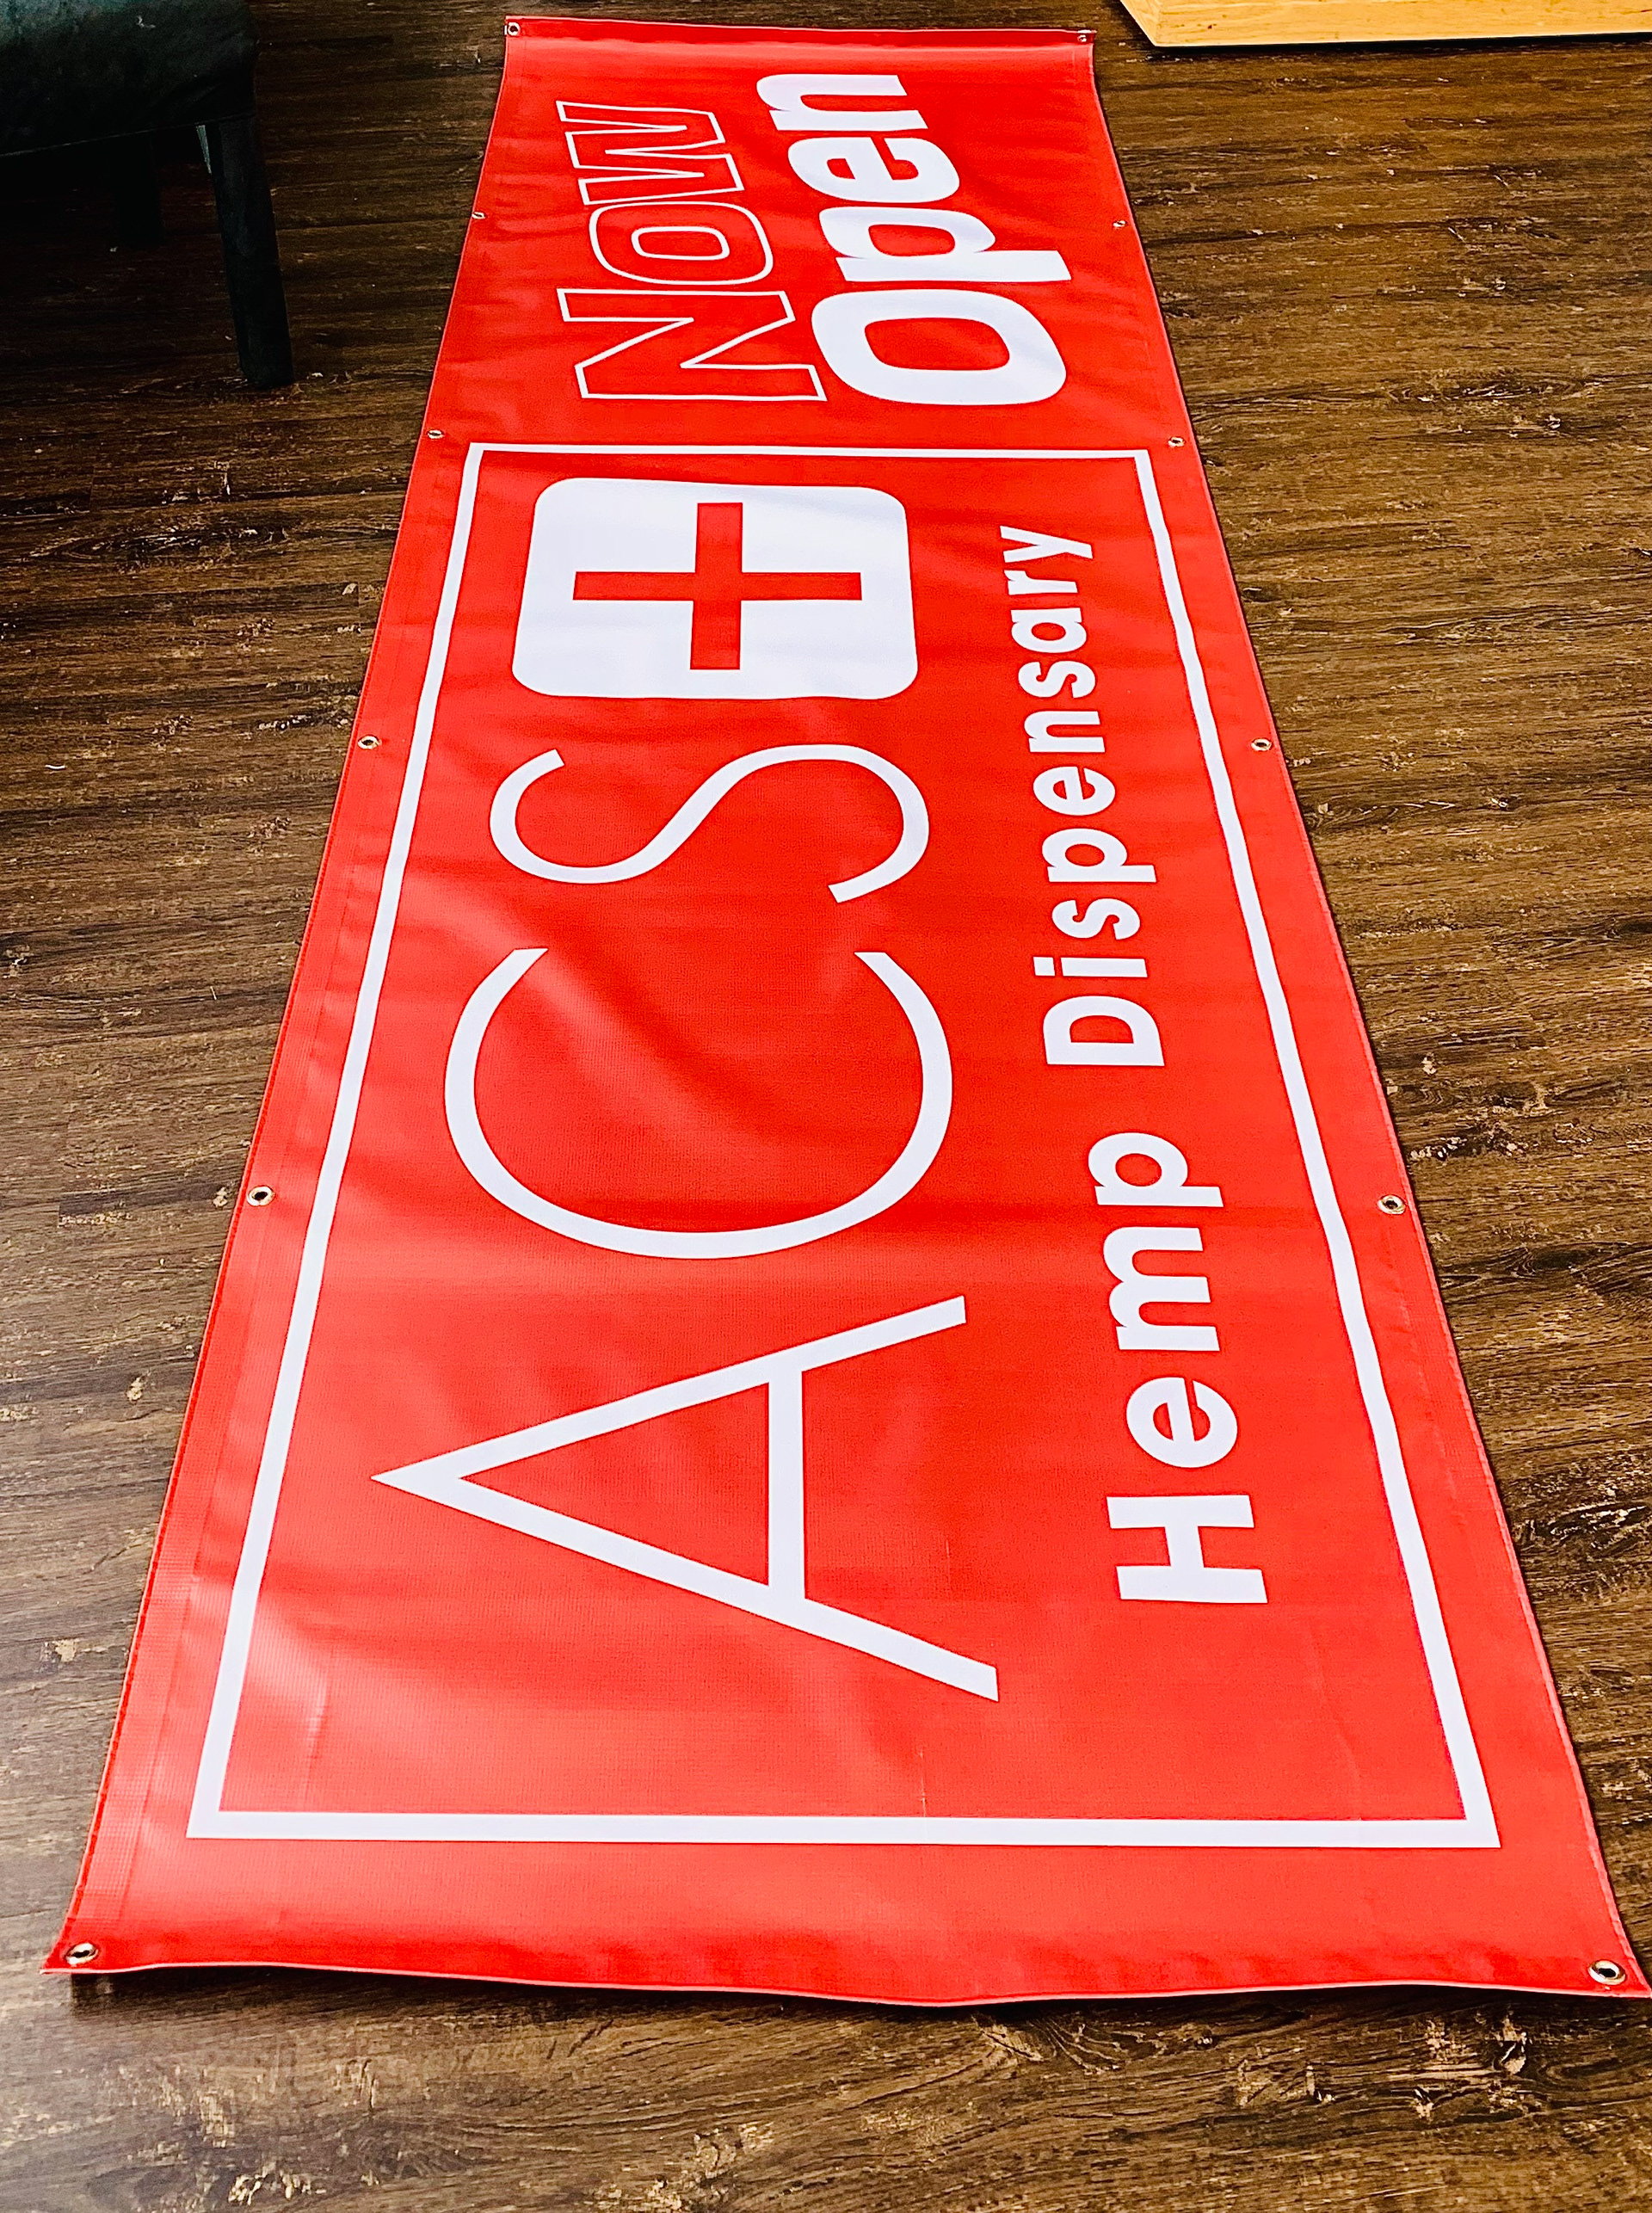 ACS
Hemp Dispensary
NOW
Open